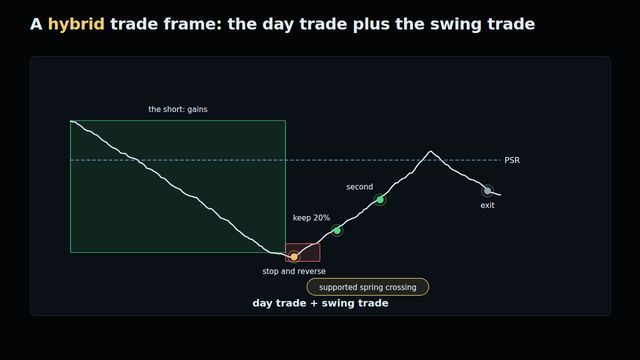 A hybrid trade frame: the day trade plus the swing trade
the short: gains
PSR
second
keep 20%
exit
stop and reverse
supported spring crossing
day trade + swing trade